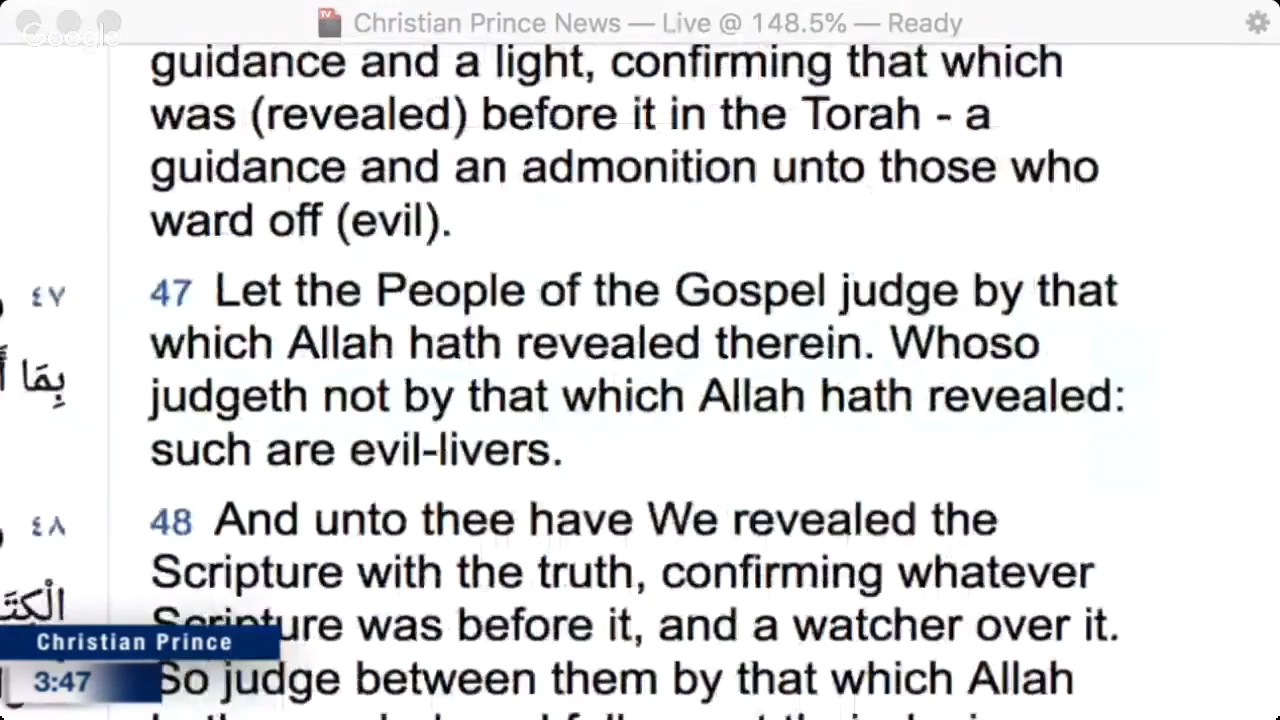 Christian Prince News — Live @ 148.5% — Ready
Google
guidance and a light, confirming that which
was (revealed) before it in the Torah - a
guidance and an admonition unto those who
ward off (evil).
٤٧
47 Let the People of the Gospel judge by that
which Allah hath revealed therein. Whoso
بِمَا
judgeth not by that which Allah hath revealed:
such are evil-livers.
٤٨
48 And unto thee have We revealed the
Scripture with the truth, confirming whatever
Scripture was before it, and a watcher over it.
Christian Prince
3:47
So judge between them by that which Allah